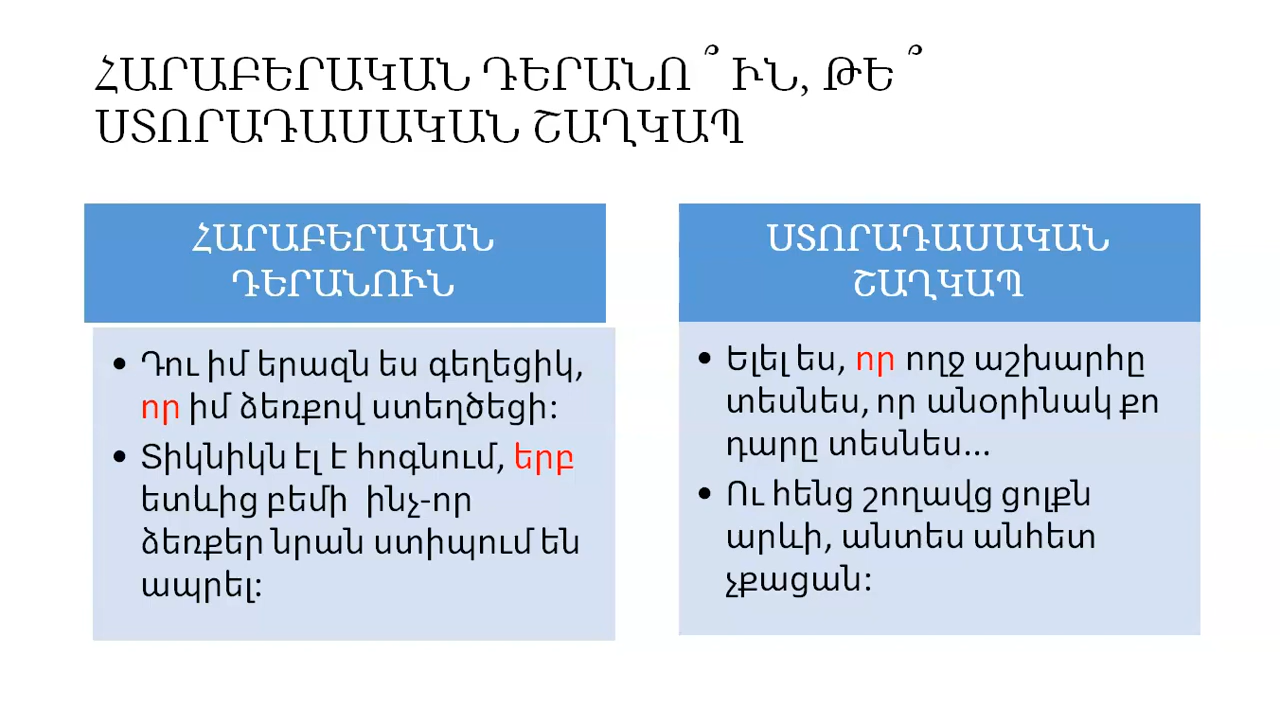 ՀԱՐԱԲԵՐԱԿԱՆ ԴԵՐԱՆՈ ՞ ԻՆ, ԹԵ ՞
ՍՏՈՐԱԴԱՍԱԿԱՆ ՇԱՂԿԱՊ
ՀԱՐԱԲԵՐԱԿԱՆ
ԴԵՐԱՆՈՒՆ
• Դու իմ երազն ես գեղեցիկ,
որ իմ ձեռքով ստեղծեցի:
• Տիկնիկն էլ է հոգնում, երբ
ետևից բեմի ինչ-որ
ձեռքեր նրան ստիպում են
ապրել:
ՍՏՈՐԱԴԱՍԱԿԱՆ
ՇԱՂԿԱՊ
• Ելել ես, որ ողջ աշխարհը
տեսնես, որ անօրինակ քո
դարը տեսնես...
• Ու հենց շողավց ցոլքն
արևի, անտես անհետ
չքացան: